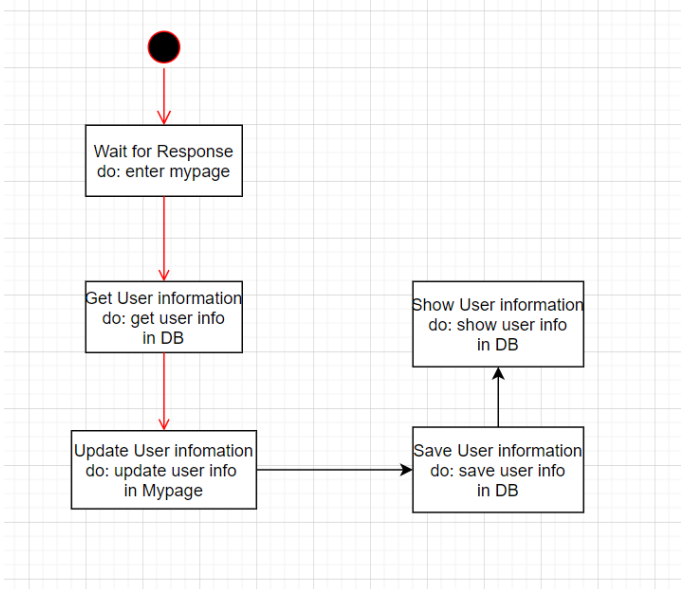 Wait for Response
do: enter mypage
Get User information
do: get user info
in DB
Update User infomation
do: update user info
in Mypage
Save User information
do: save user info
in DB
Show User information
do: show user info
in DB